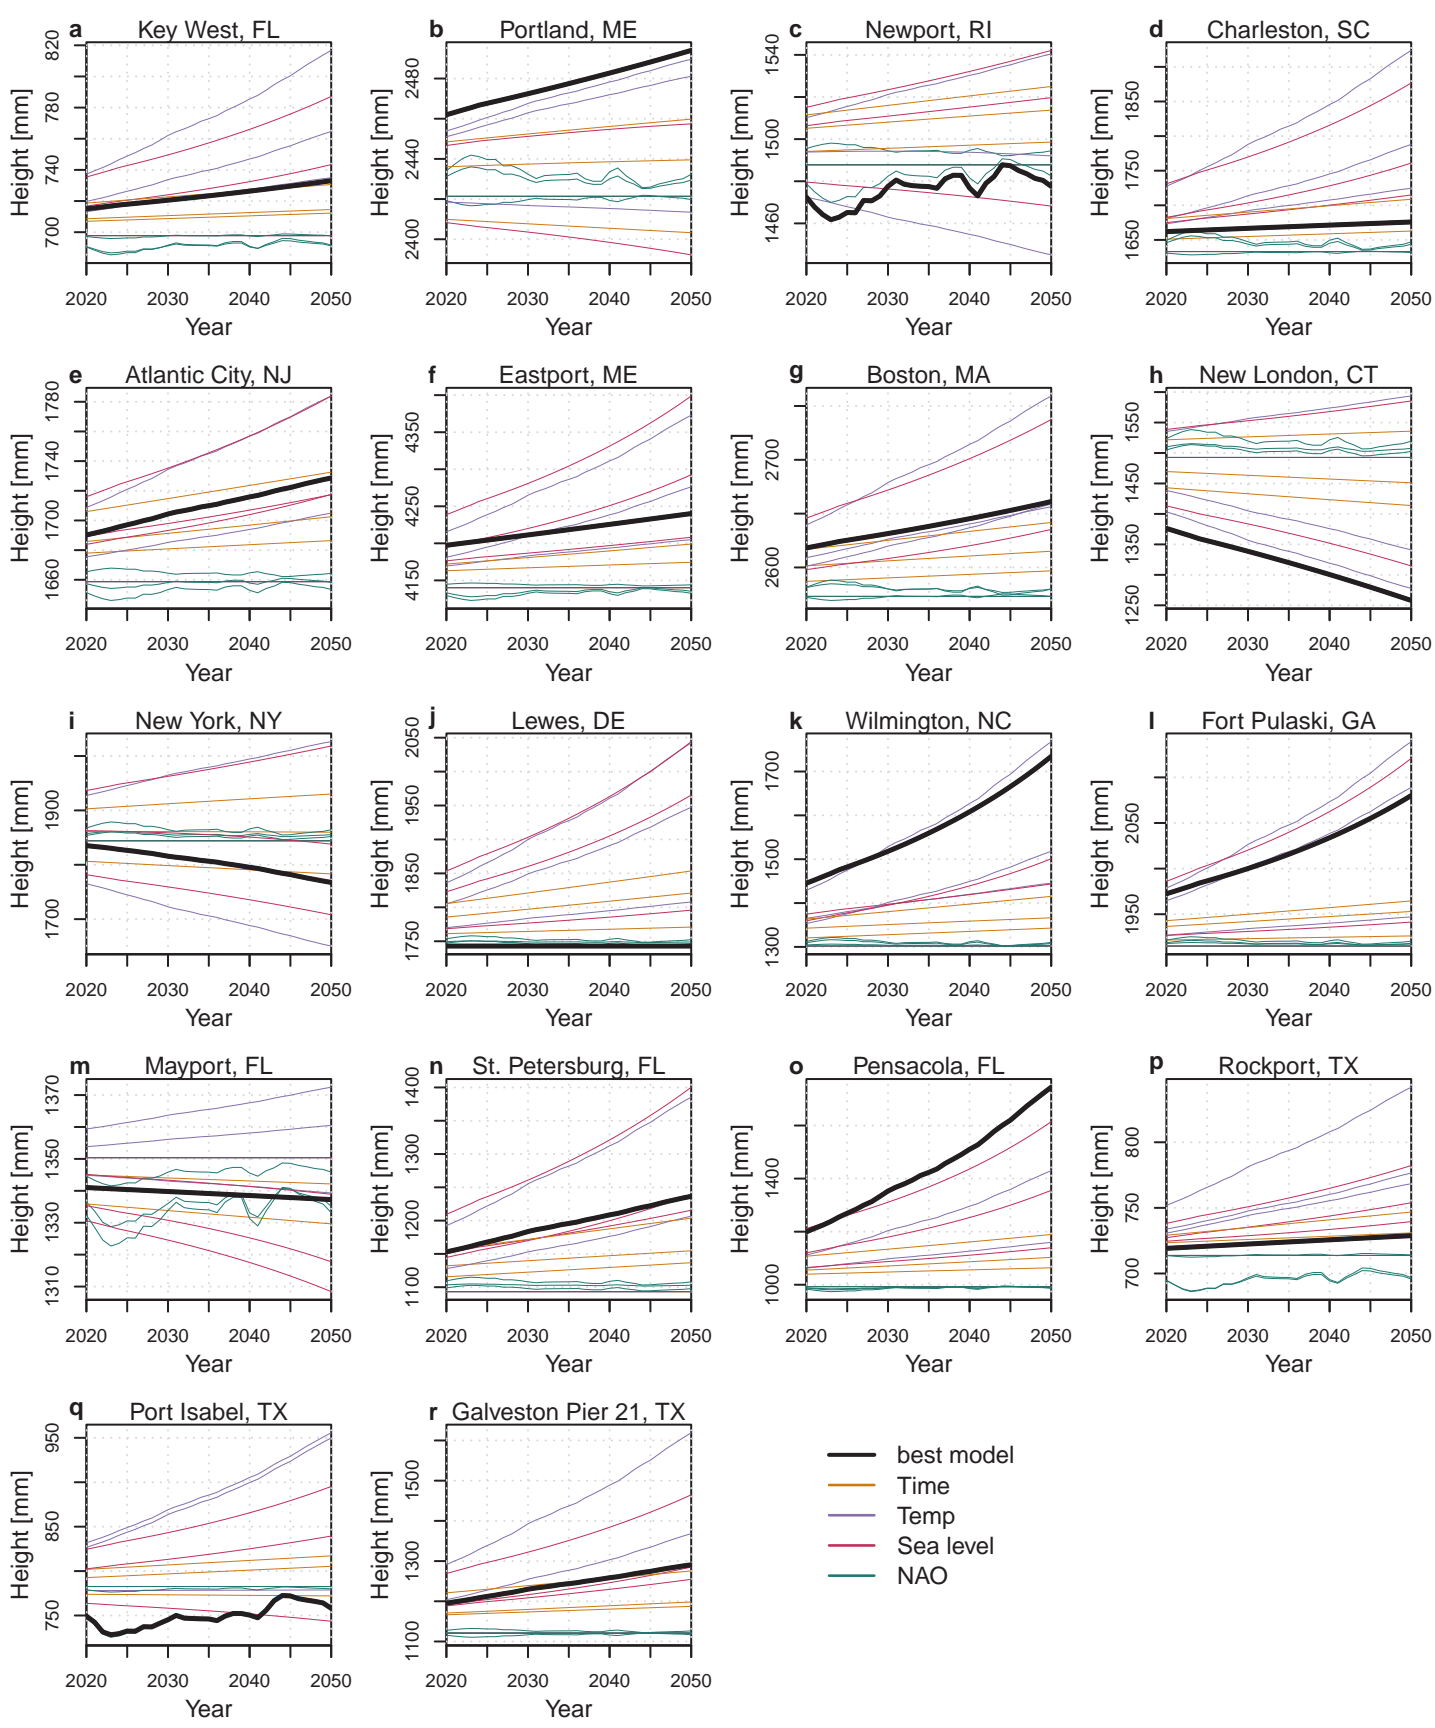 a Key West, FL
Height [mm]
820
780
740
700
2020 2030 2040 2050
Year
b Portland, ME
Height [mm]
2480
2440
2400
2020 2030 2040 2050
Year
c Newport, RI
Height [mm]
1540
1500
1460
2020 2030 2040 2050
Year
d Charleston, SC
Height [mm]
1850
1750
1650
2020 2030 2040 2050
Year
e Atlantic City, NJ
Height [mm]
1780
1740
1700
1660
2020 2030 2040 2050
Year
f Eastport, ME
Height [mm]
4350
4250
4150
2020 2030 2040 2050
Year
g Boston, MA
Height [mm]
2700
2600
2020 2030 2040 2050
Year
h New London, CT
Height [mm]
1550
1450
1350
1250
2020 2030 2040 2050
Year
i New York, NY
Height [mm]
1900
1700
2020 2030 2040 2050
Year
j Lewes, DE
Height [mm]
2050
1950
1850
1750
2020 2030 2040 2050
Year
k Wilmington, NC
Height [mm]
1700
1500
1300
2020 2030 2040 2050
Year
l Fort Pulaski, GA
Height [mm]
2050
1950
2020 2030 2040 2050
Year
m Mayport, FL
Height [mm]
1370
1350
1330
1310
2020 2030 2040 2050
Year
n St. Petersburg, FL
Height [mm]
1400
1300
1200
1100
2020 2030 2040 2050
Year
o Pensacola, FL
Height [mm]
1400
1000
2020 2030 2040 2050
Year
p Rockport, TX
Height [mm]
800
750
700
2020 2030 2040 2050
Year
q Port Isabel, TX
Height [mm]
950
850
750
2020 2030 2040 2050
Year
r Galveston Pier 21, TX
Height [mm]
1500
1300
1100
2020 2030 2040 2050
Year
best model
Time
Temp
Sea level
NAO